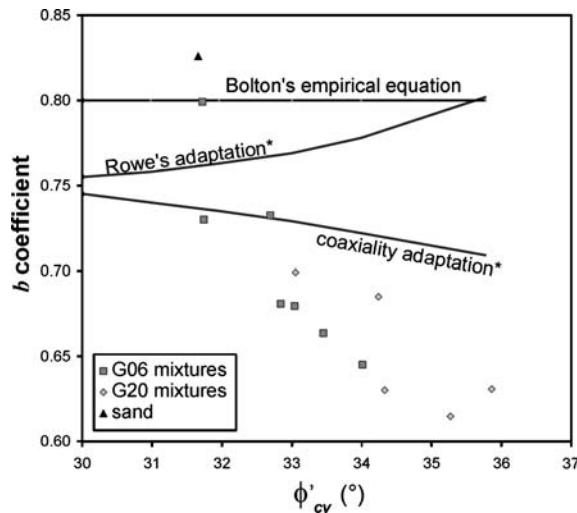 0.85
0.80
0.75
0.70
0.65
0.60
b coefficient
Bolton's empirical equation
Rowe's adaptation*
coaxiality adaptation*
G06 mixtures
G20 mixtures
sand
30 31 32 33 34 35 36 37
ϕ'cv (°)